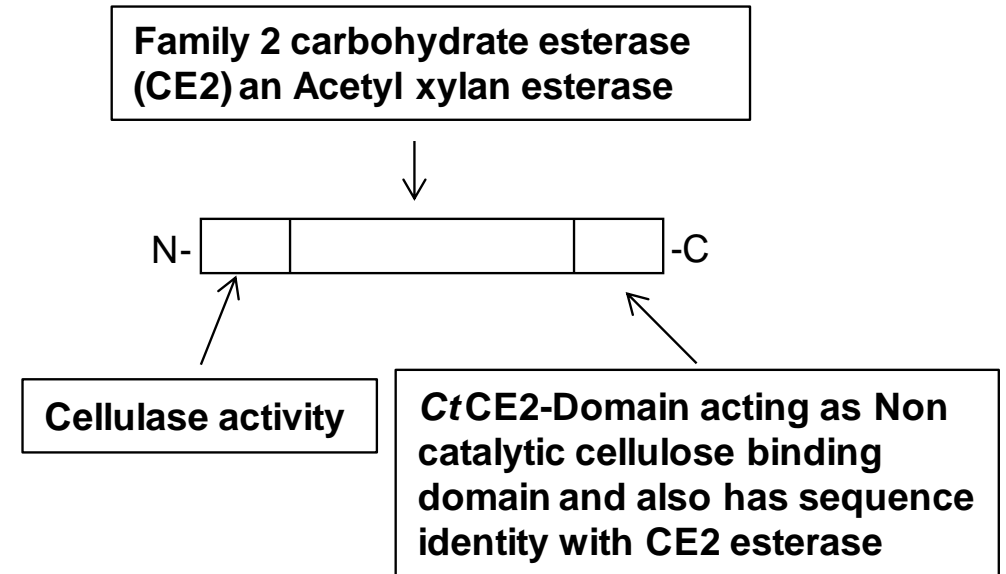 Family 2 carbohydrate esterase
(CE2) an Acetyl xylan esterase
N-
-C
Cellulase activity
CtCE2-Domain acting as Non
catalytic cellulose binding
domain and also has sequence
identity with CE2 esterase